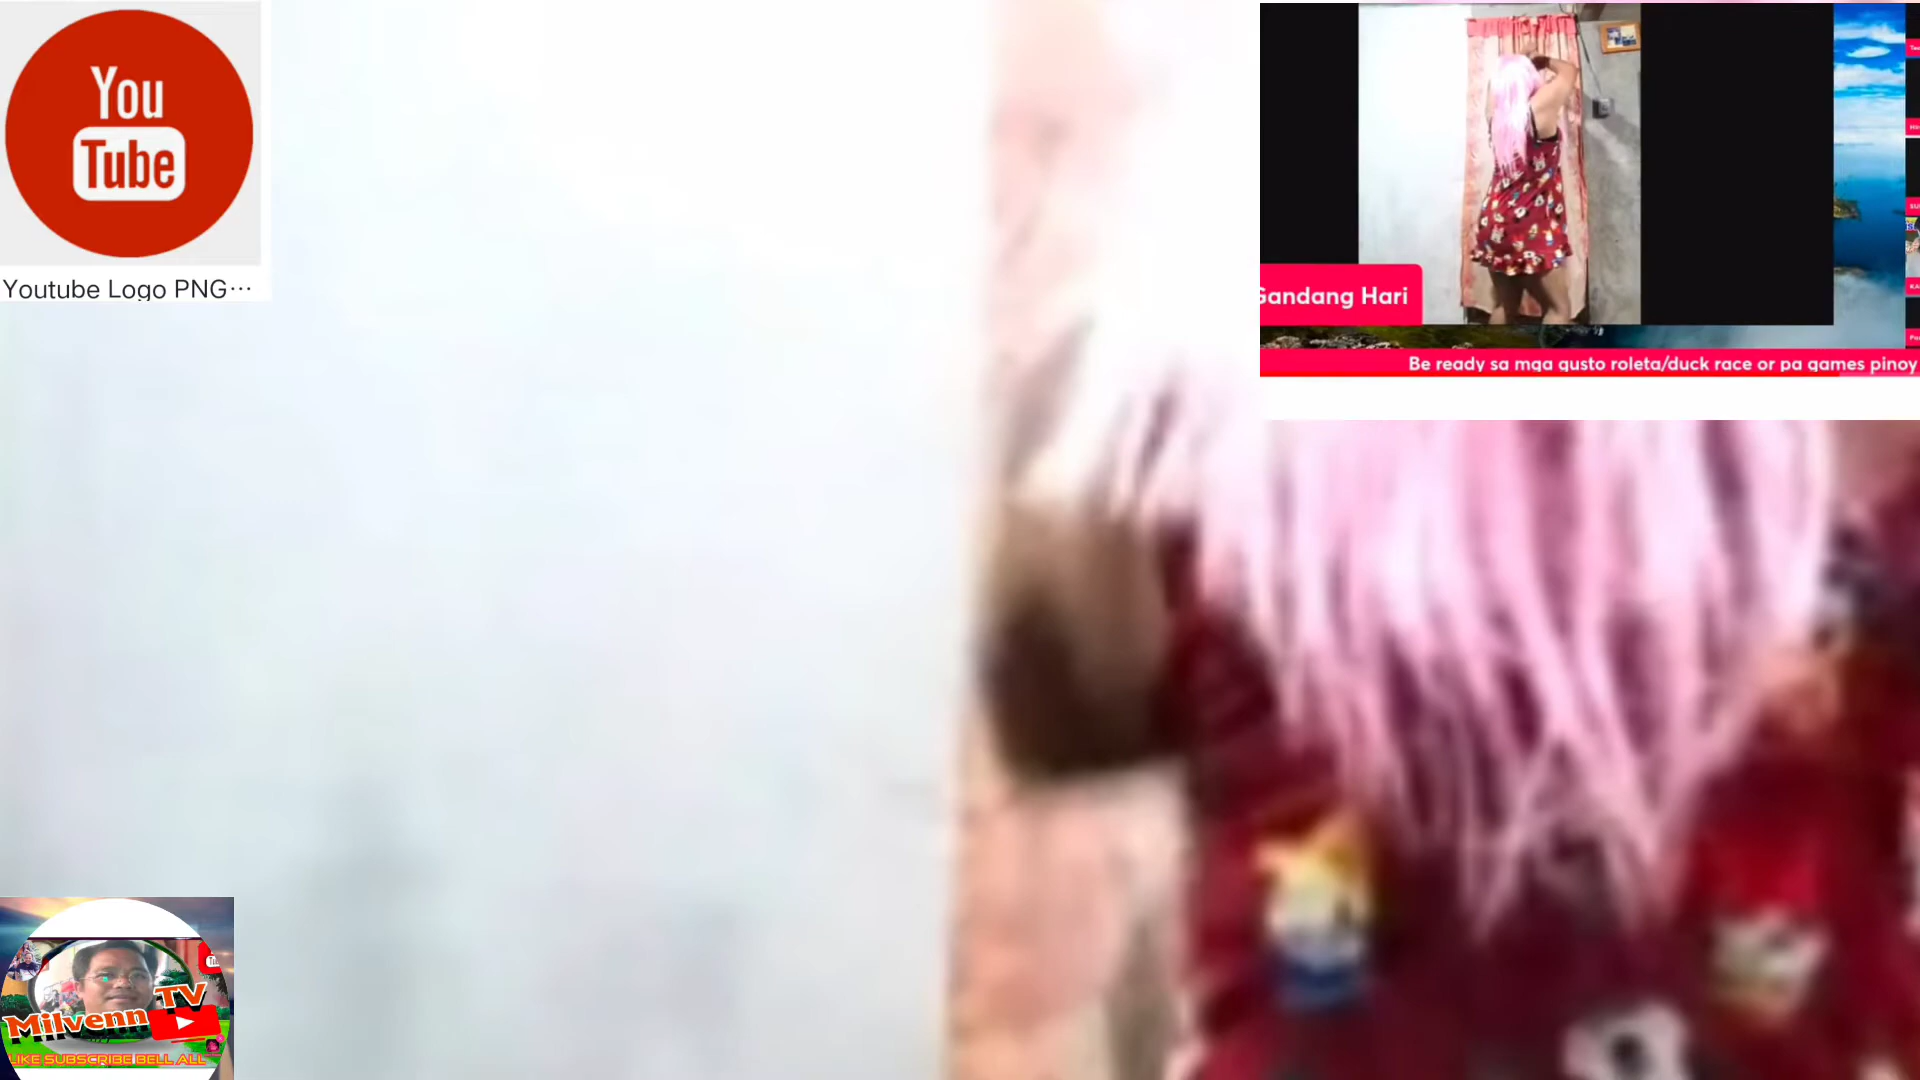 You
Tube
Youtube Logo PNG…
Gandang Hari
Be ready sa mga gusto roleta/duck race or pa games pinoy
Milvenn
TV
LIKE SUBSCRIBE BELL ALL